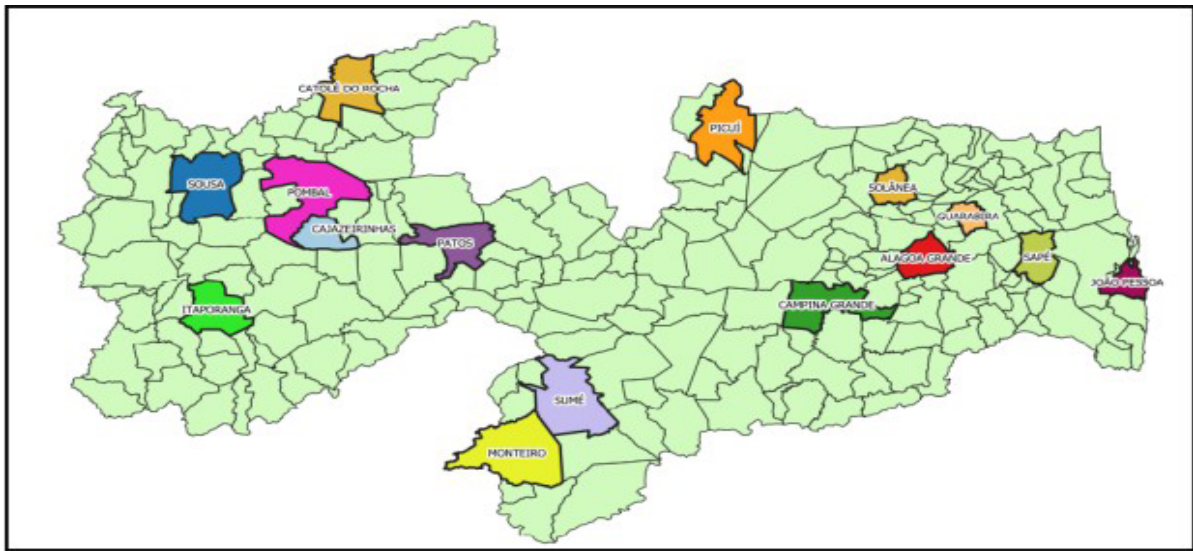 CATOLÉ DO ROCHA
PICUÍ
SOUSA
POMBAL
SOLÂNEA
GUARABIRA
CAJAZEIRINHAS
PATOS
ALAGOA GRANDE
SAPÉ
JOÃO PESSOA
ITAPORANGA
CAMPINA GRANDE
SUMÉ
MONTEIRO